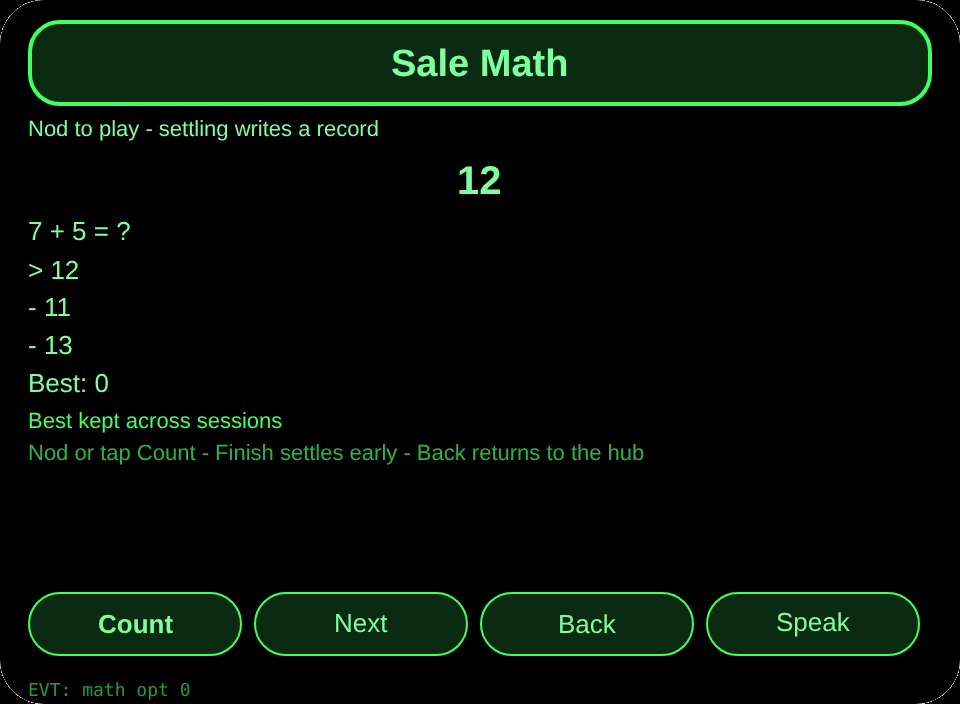 Sale Math
Nod to play - settling writes a record
12
7 + 5 = ?
> 12
- 11
- 13
Best: 0
Best kept across sessions
Nod or tap Count - Finish settles early - Back returns to the hub
Count Next Back Speak
EVT: math opt 0